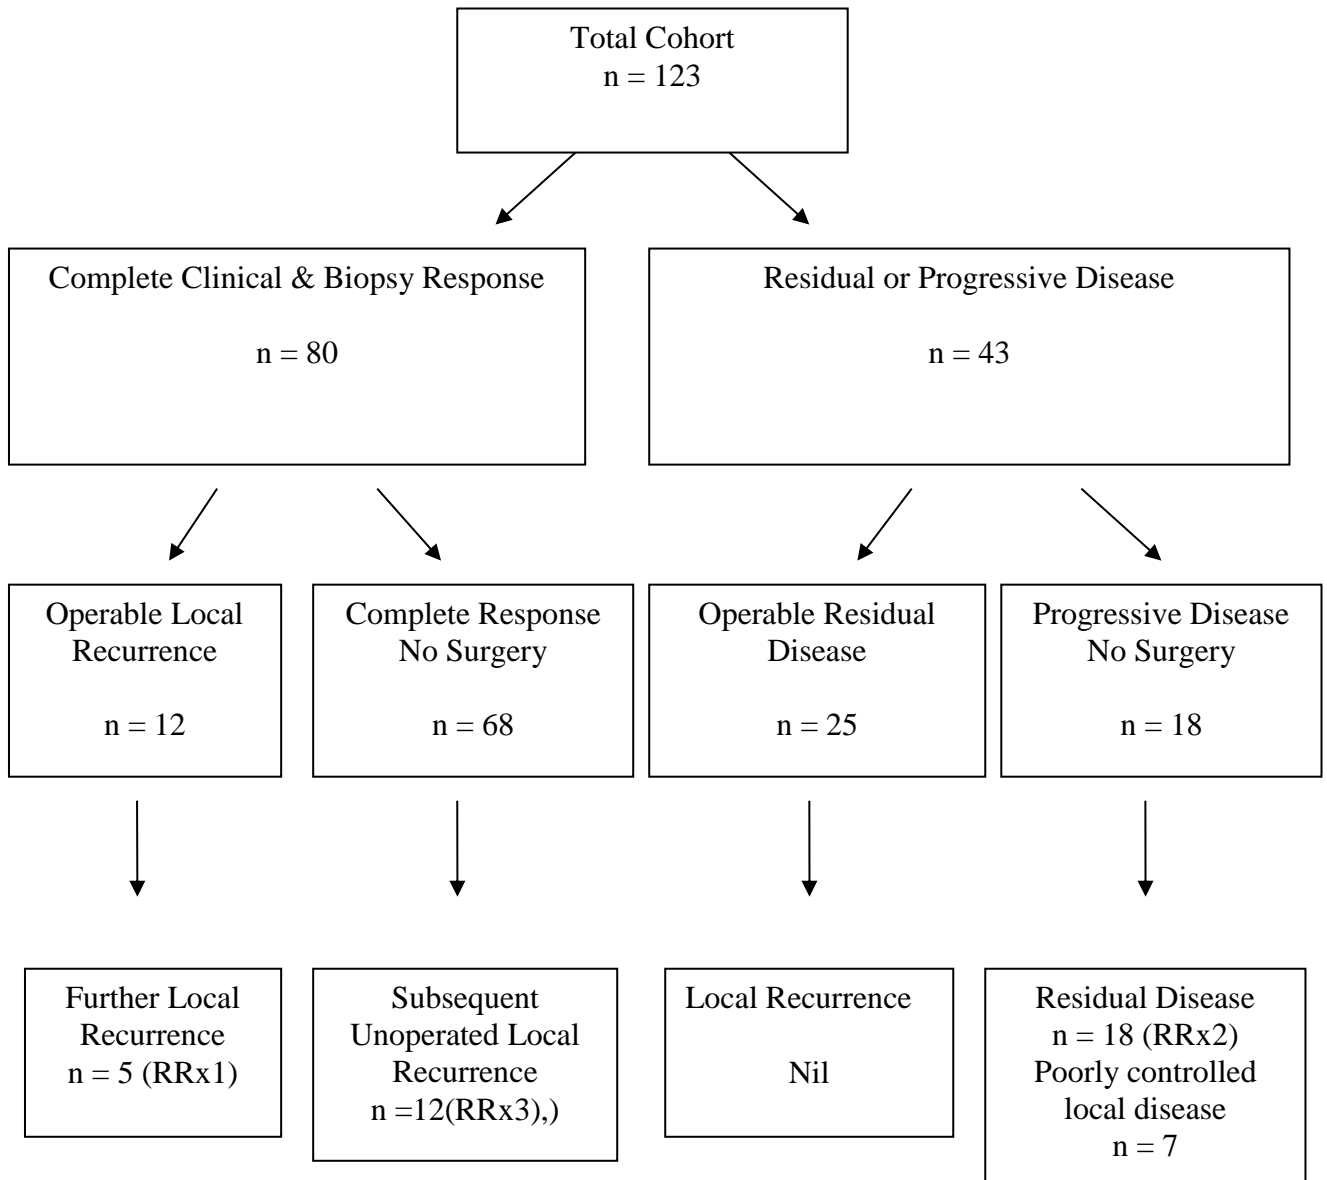 Total Cohort
n = 123
Complete Clinical & Biopsy Response
n = 80
Residual or Progressive Disease
n = 43
Operable Local
Recurrence
n = 12
Complete Response
No Surgery
n = 68
Operable Residual
Disease
n = 25
Progressive Disease
No Surgery
n = 18
Further Local
Recurrence
n = 5 (RRx1)
Subsequent
Unoperated Local
Recurrence
n =12(RRx3),)
Local Recurrence
Nil
Residual Disease
n = 18 (RRx2)
Poorly controlled
local disease
n = 7